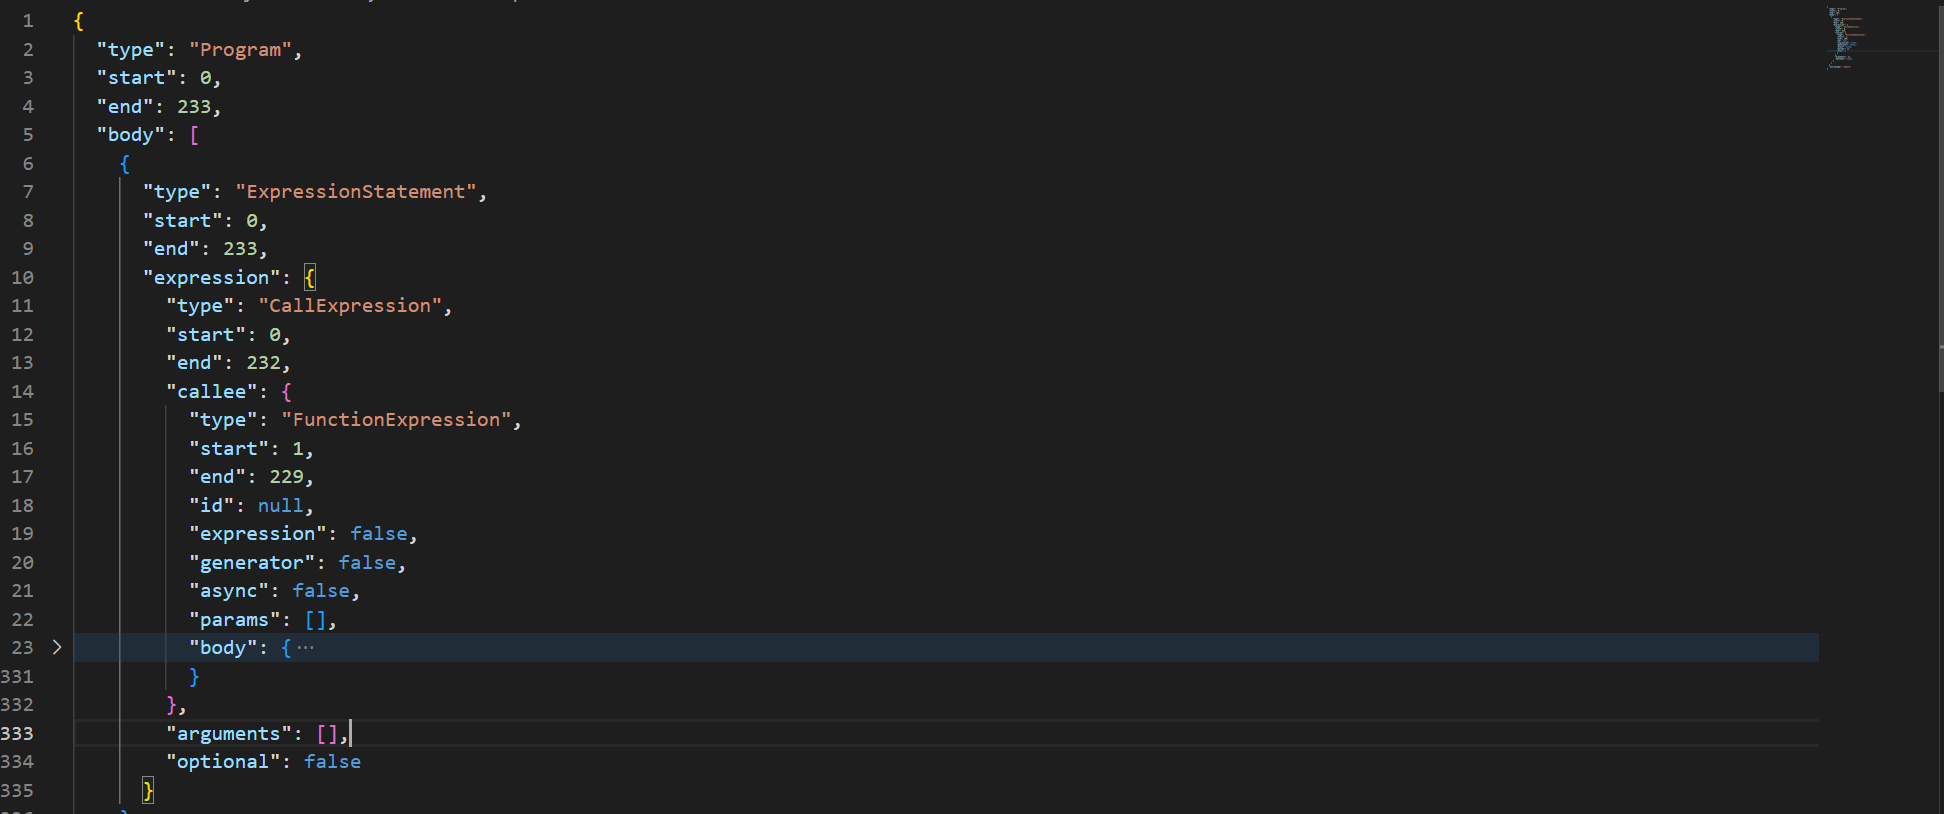 1 {
2 "type": "Program",
3 "start": 0,
4 "end": 233,
5 "body": [
6 {
7 "type": "ExpressionStatement",
8 "start": 0,
9 "end": 233,
10 "expression": {
11 "type": "CallExpression",
12 "start": 0,
13 "end": 232,
14 "callee": {
15 "type": "FunctionExpression",
16 "start": 1,
17 "end": 229,
18 "id": null,
19 "expression": false,
20 "generator": false,
21 "async": false,
22 "params": [],
23 "body": { ···
331 }
332 },
333 "arguments": [],
334 "optional": false
335 }